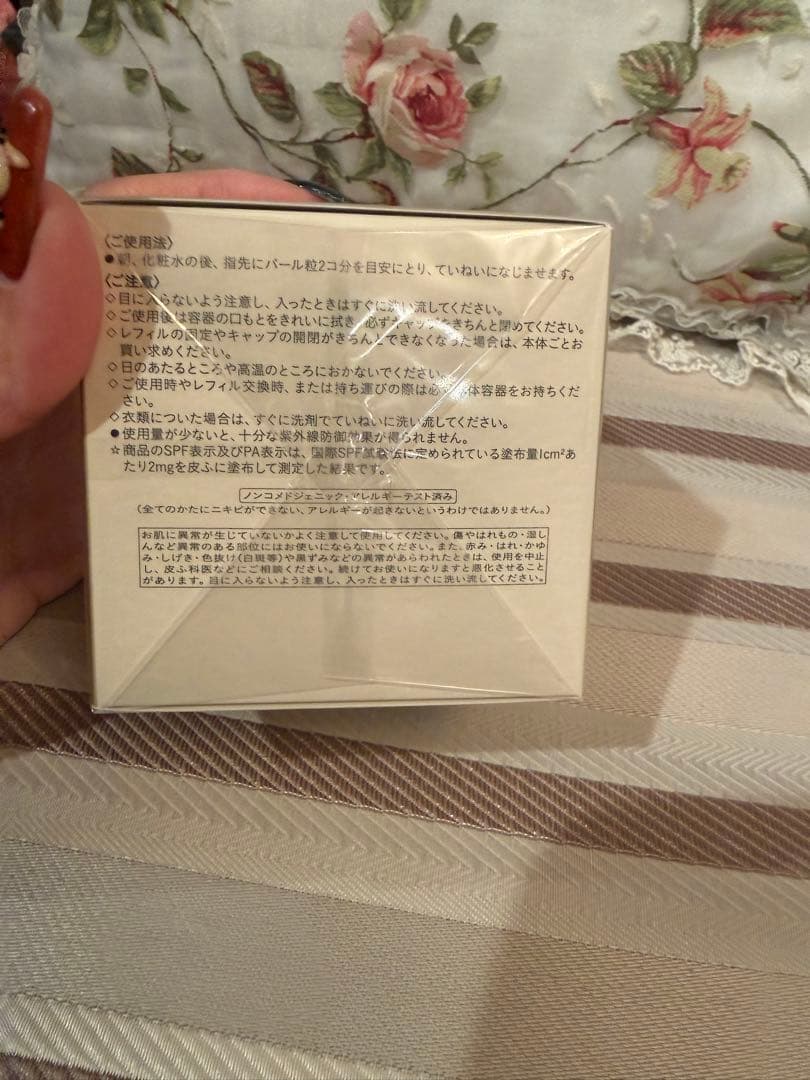 〈ご使用法〉
●朝、化粧水の後、指先にパール粒2コ分を目安にとり、ていねいになじませます。
〈ご注意〉
◇目に入らないよう注意し、入ったときはすぐに洗い流してください。
◇ご使用後は容器の口もとをきれいに拭き、必ずキャップをきちんと閉めてください。
◇レフィルの固定やキャップの開閉がきちんとできなくなった場合は、本体ごとお
買い求めください。
◇日のあたるところや高温のところにおかないでください。
◇ご使用時やレフィル交換時、または持ち運びの際は必ず本体容器をお持ちくだ
さい。
◇衣類についた場合は、すぐに洗剤でていねいに洗い流してください。
●使用量が少ないと、十分な紫外線防御効果が得られません。
☆商品のSPF表示及びPA表示は、国際SPF試験法に定められている塗布量1cm²あ
たり2mgを皮ふに塗布して測定した結果です。
ノンコメドジェニック・アレルギーテスト済み
(全てのかたにニキビができない、アレルギーが起きないというわけではありません。)
お肌に異常が生じていないかよく注意して使用してください。傷やはれもの・湿し
んなど異常のある部位にはお使いにならないでください。また、赤み・はれ・かゆ
み・しげき・色抜け(白斑等)や黒ずみなどの異常があらわれたときは、使用を中止
し、皮ふ科医などにご相談ください。続けてお使いになりますと悪化させること
があります。目に入らないよう注意し、入ったときはすぐに洗い流してください。